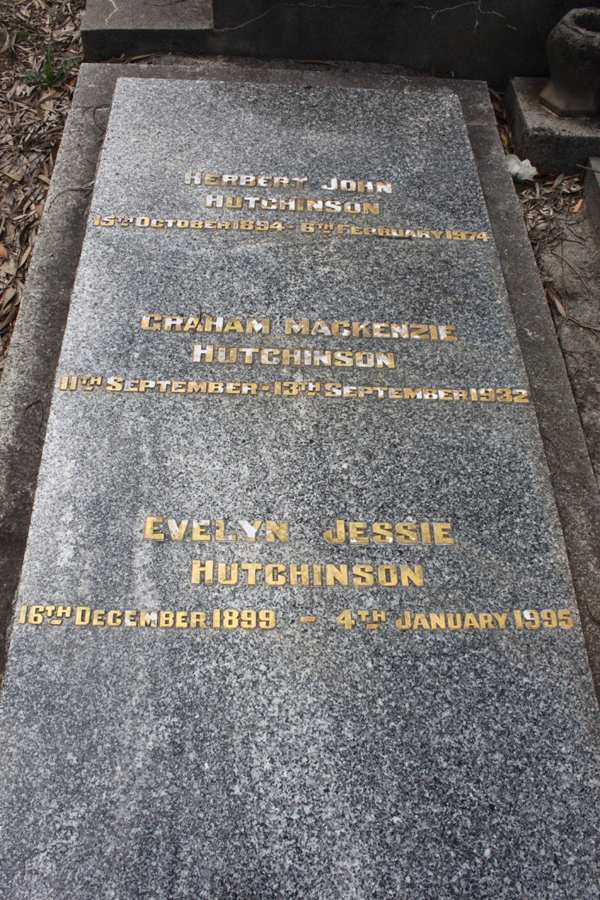 HERBERT JOHN
HUTCHINSON
15TH OCTOBER 1894 - 6TH FEBRUARY 1974
GRAHAM MACKENZIE
HUTCHINSON
11TH SEPTEMBER - 13TH SEPTEMBER 1932
EVELYN JESSIE
HUTCHINSON
16TH DECEMBER 1899 - 4TH JANUARY 1995